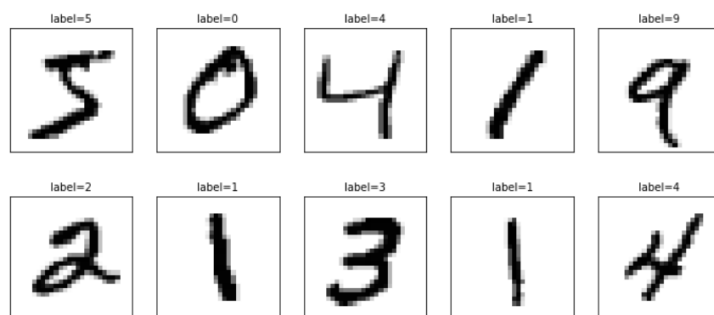 label=5 label=0 label=4 label=1 label=9
5 0 4 1 9
label=2 label=1 label=3 label=1 label=4
2 1 3 1 4